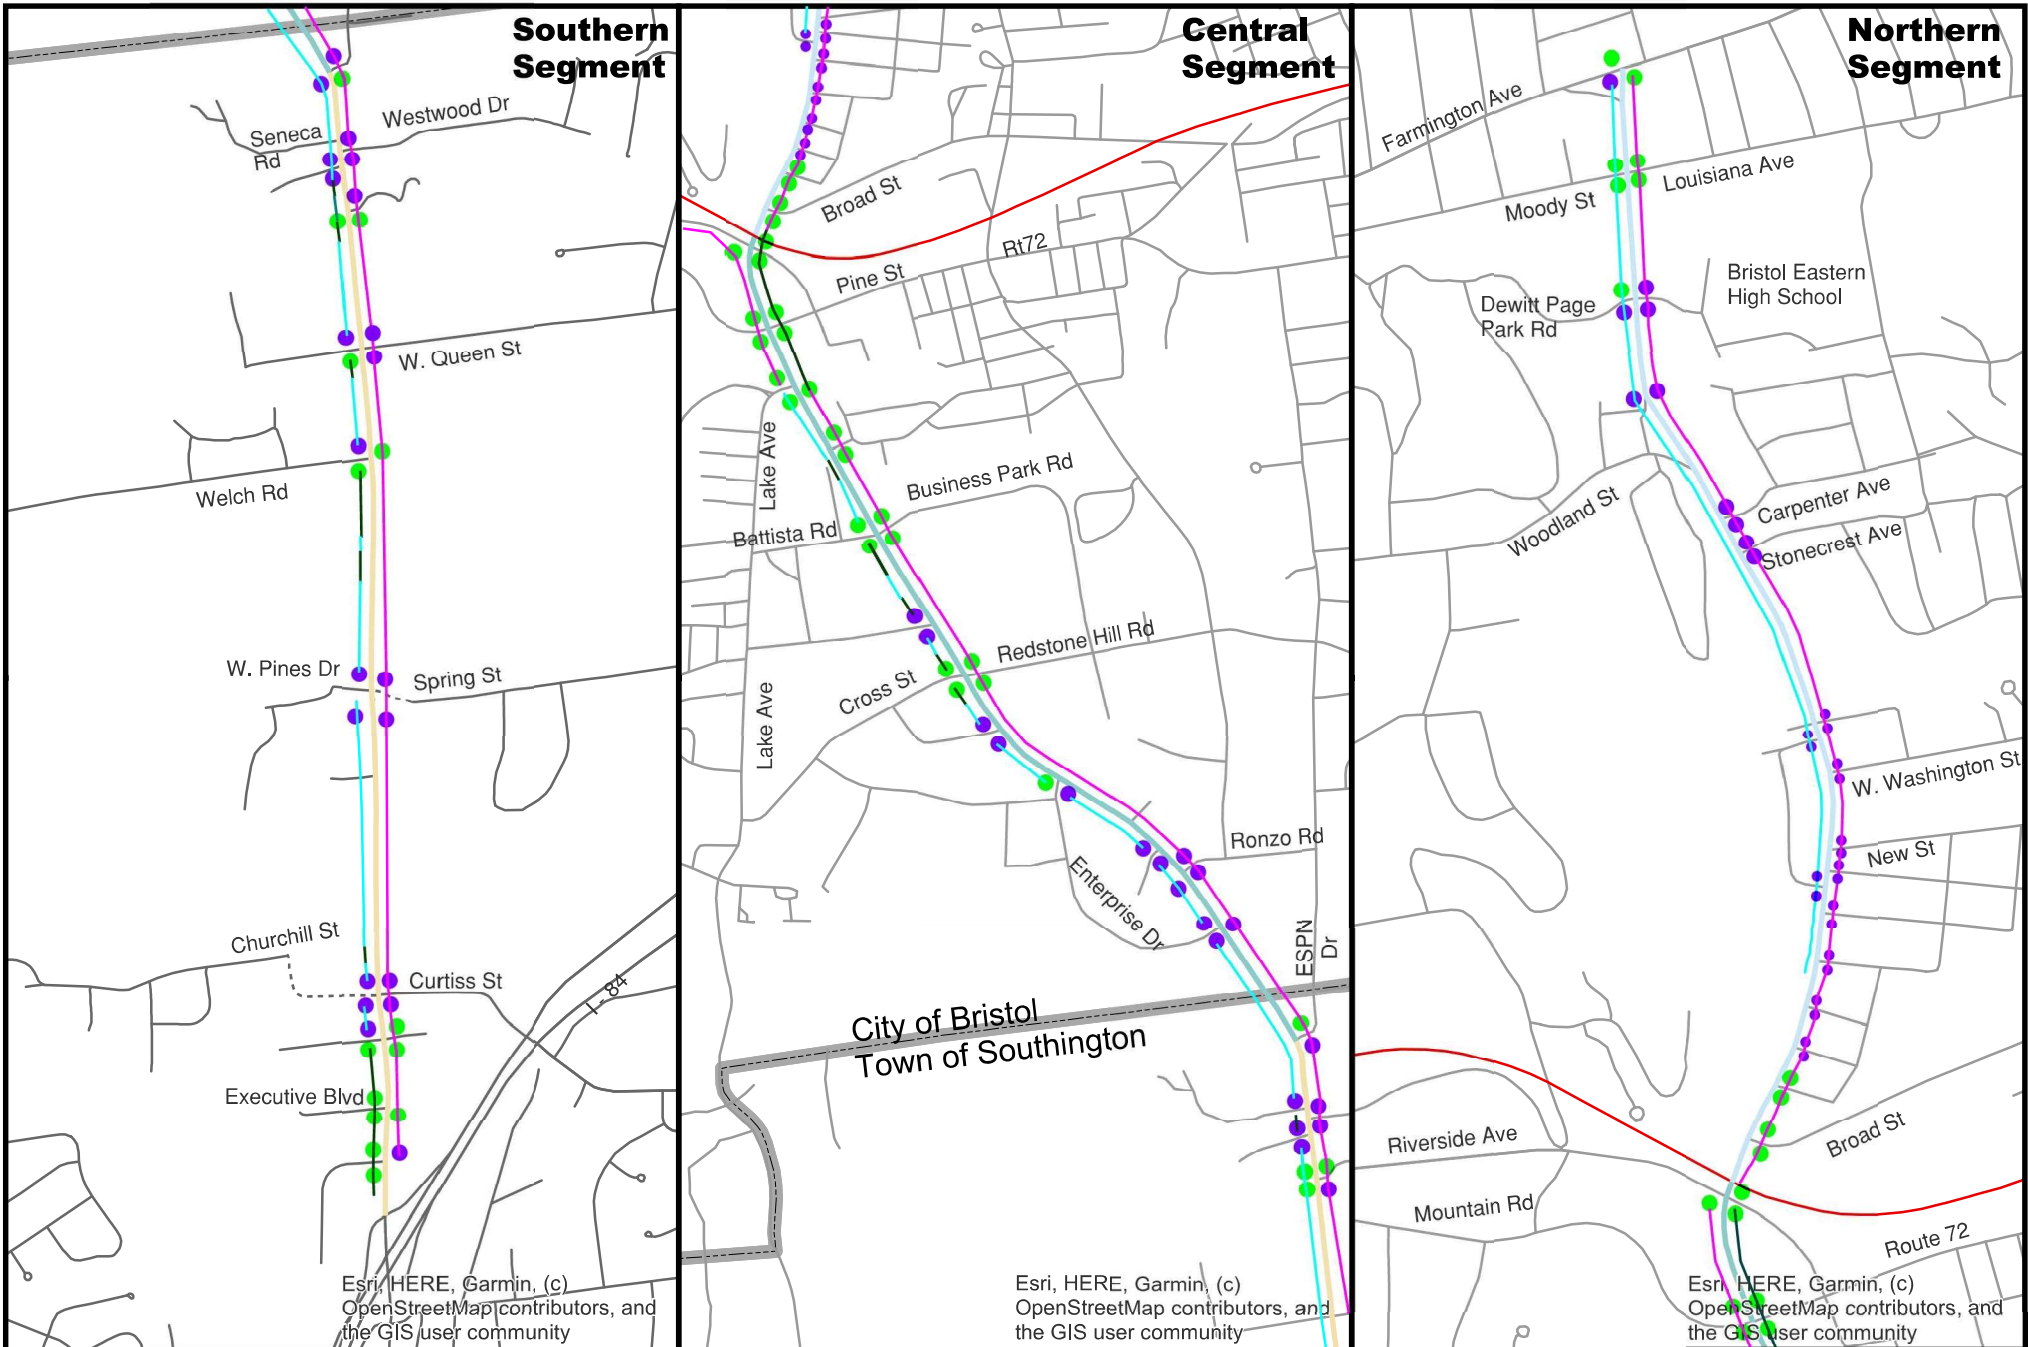 Southern
Segment
Westwood Dr
Seneca
Rd
W. Queen St
Welch Rd
W. Pines Dr
Spring St
Churchill St
Curtiss St
I-84
Executive Blvd
Esri, HERE, Garmin, (c)
OpenStreetMap contributors, and
the GIS user community
Central
Segment
Broad St
Rt72
Pine St
Lake Ave
Business Park Rd
Battista Rd
Redstone Hill Rd
Cross St
Lake Ave
Ronzo Rd
Enterprise Dr
ESPN
Dr
City of Bristol
Town of Southington
Esri, HERE, Garmin, (c)
OpenStreetMap contributors, and
the GIS user community
Northern
Segment
Farmington Ave
Louisiana Ave
Moody St
Bristol Eastern
High School
Dewitt Page
Park Rd
Carpenter Ave
Woodland St
Stonecrest Ave
W. Washington St
New St
Broad St
Riverside Ave
Mountain Rd
Route 72
Esri, HERE, Garmin, (c)
OpenStreetMap contributors, and
the GIS user community